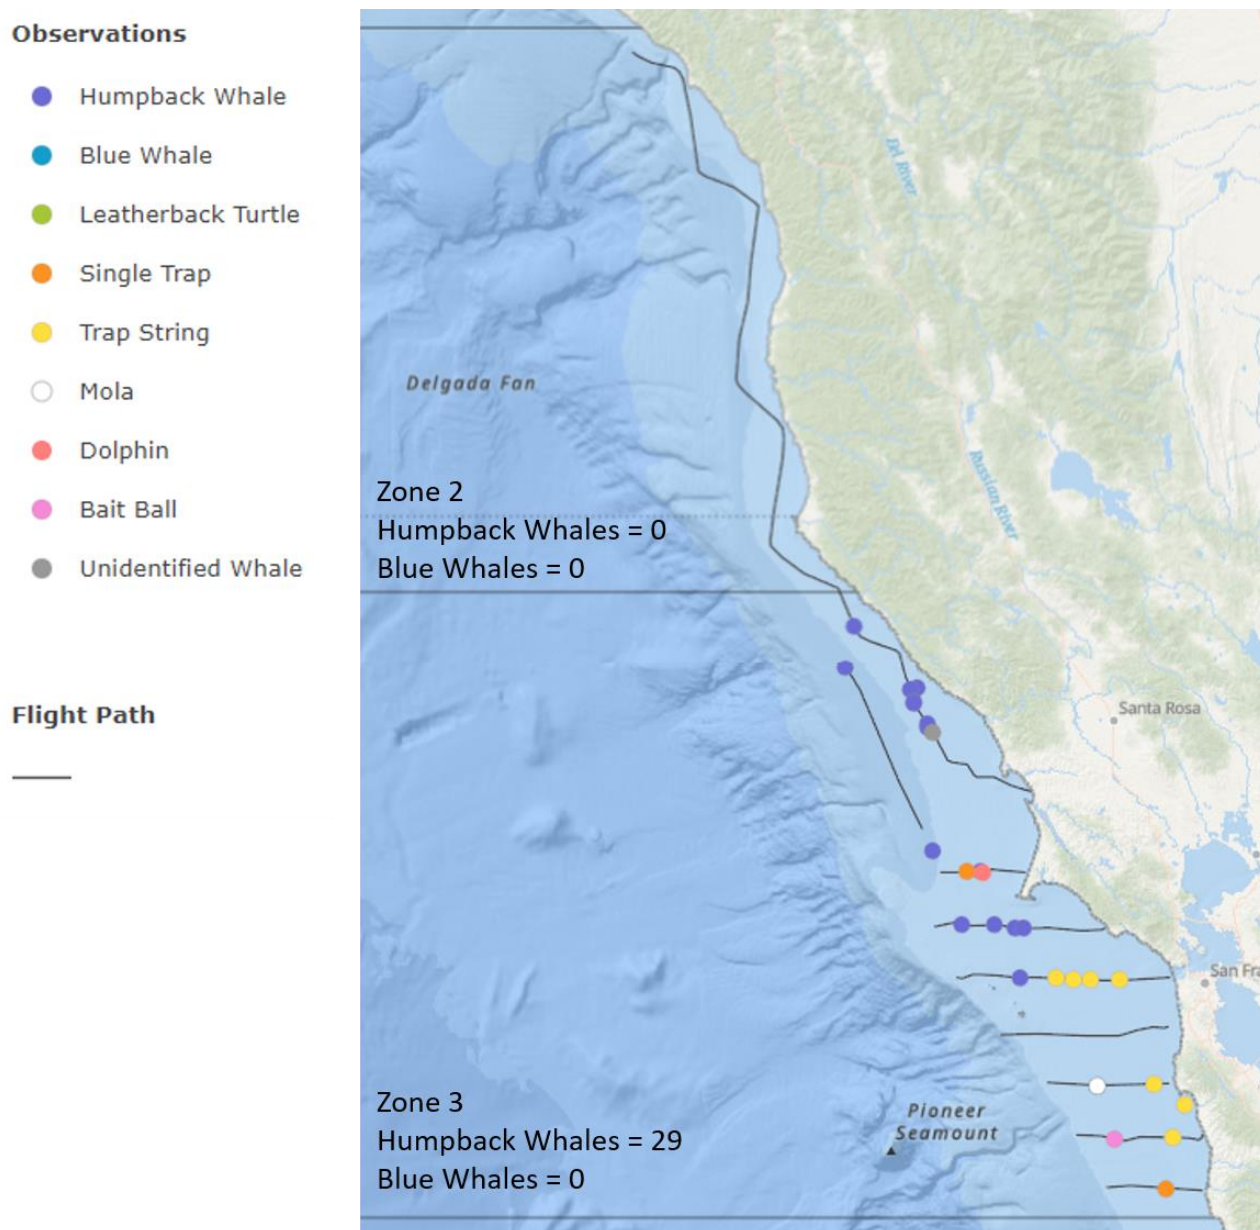 Observations
Humpback Whale
Blue Whale
Leatherback Turtle
Single Trap
Trap String
Mola
Dolphin
Bait Ball
Unidentified Whale
Flight Path
Eel River
Delgada Fan
Russian River
Zone 2
Humpback Whales = 0
Blue Whales = 0
Santa Rosa
San Fra
Zone 3
Humpback Whales = 29
Blue Whales = 0
Pioneer
Seamount